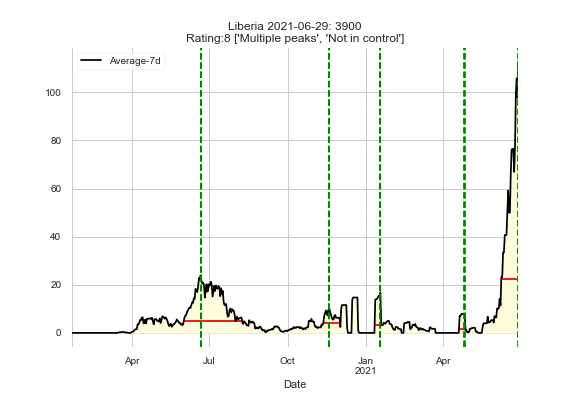 Liberia 2021-06-29: 3900
Rating:8 ['Multiple peaks', 'Not in control']
Average-7d
100
80
60
40
20
0
Apr
Jul
Oct
Jan
2021
Apr
Date